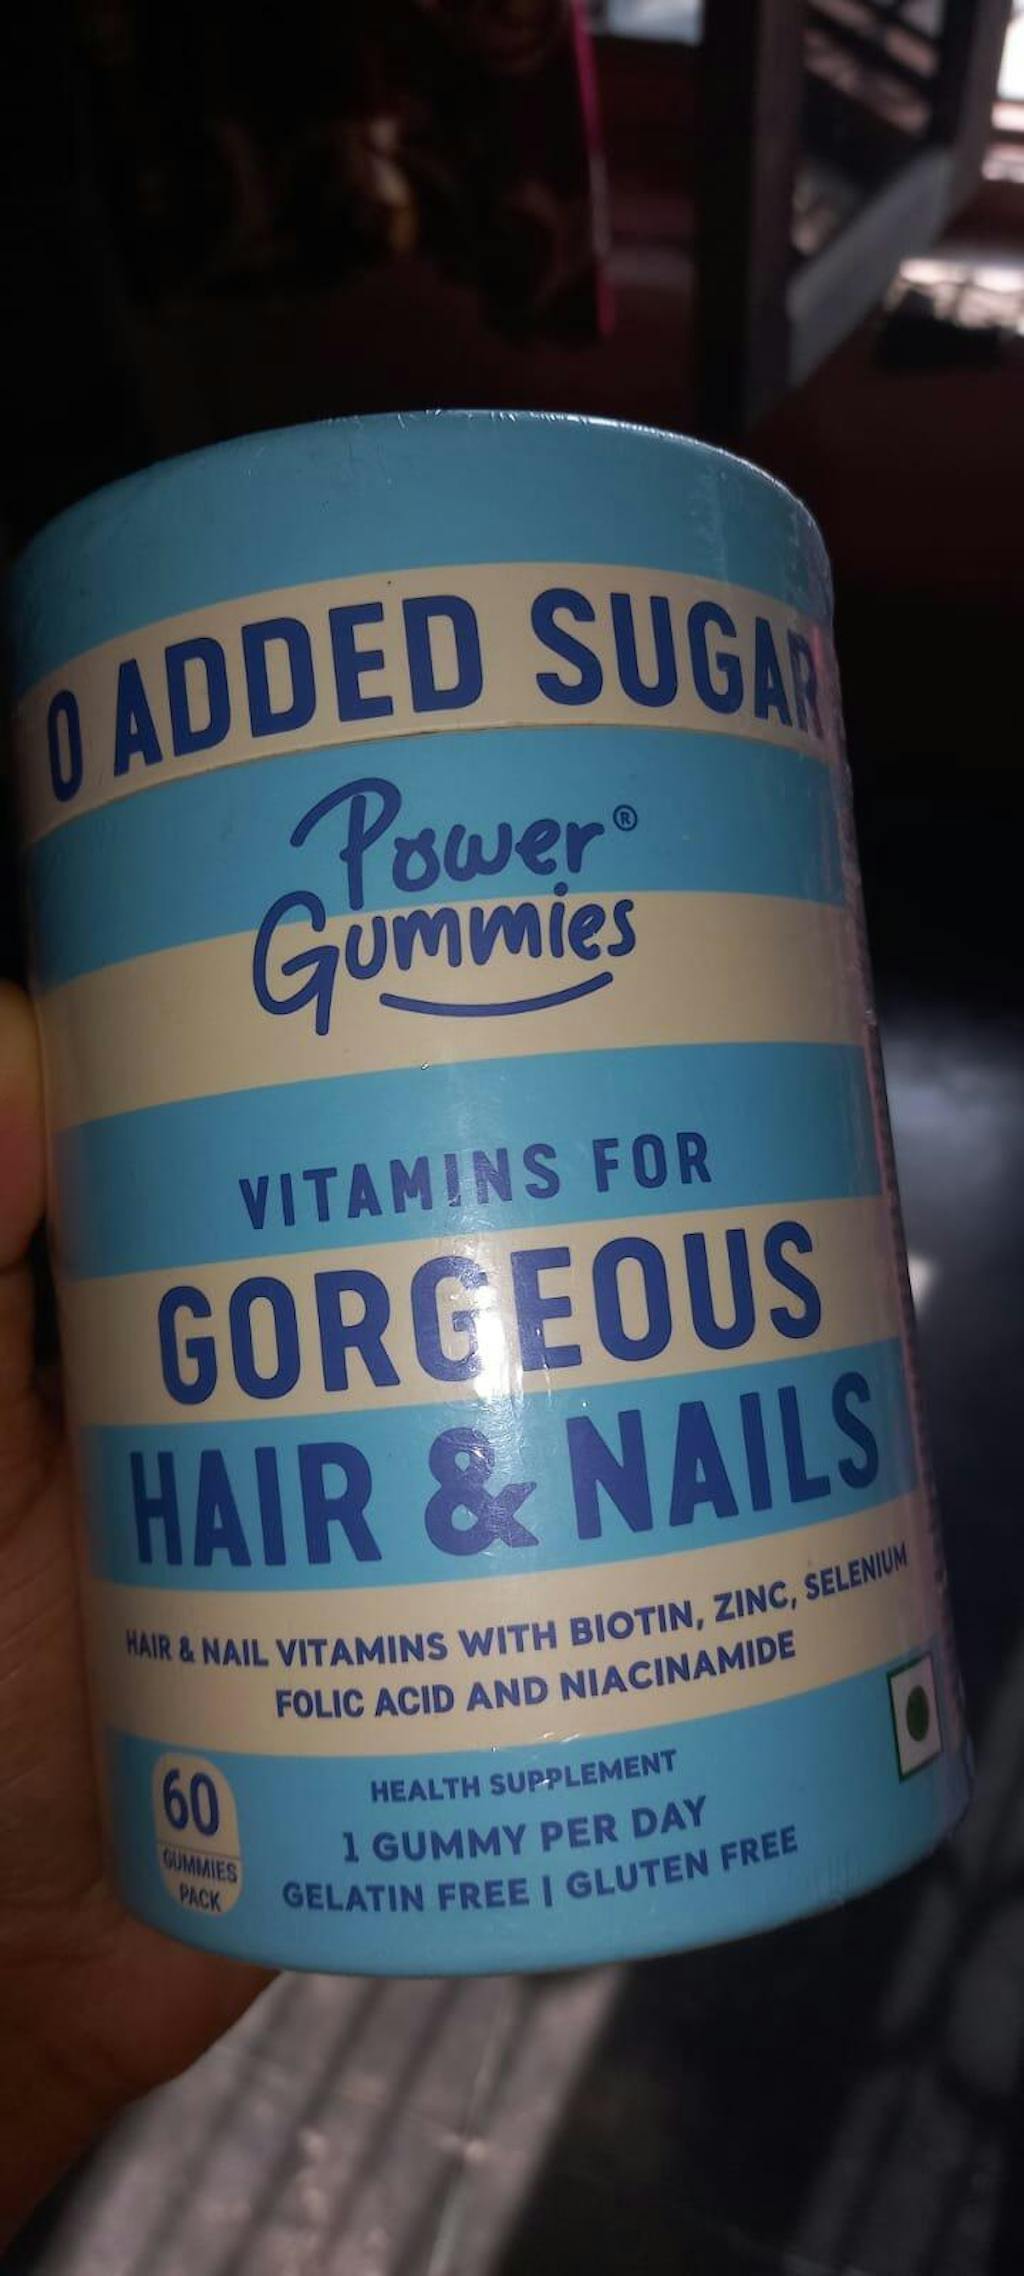 0 ADDED SUGAR
Power®
Gummies
VITAMINS FOR
GORGEOUS
HAIR & NAILS
HAIR & NAIL VITAMINS WITH BIOTIN, ZINC, SELENIUM
FOLIC ACID AND NIACINAMIDE
HEALTH SUPPLEMENT
1 GUMMY PER DAY
GELATIN FREE | GLUTEN FREE
60
GUMMIES
PACK